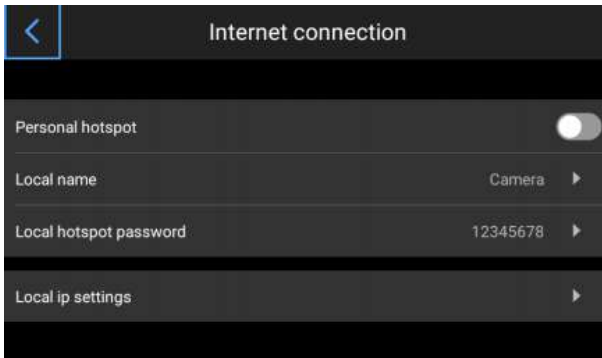 Internet connection
Personal hotspot
Local name Camera
Local hotspot password 12345678
Local ip settings